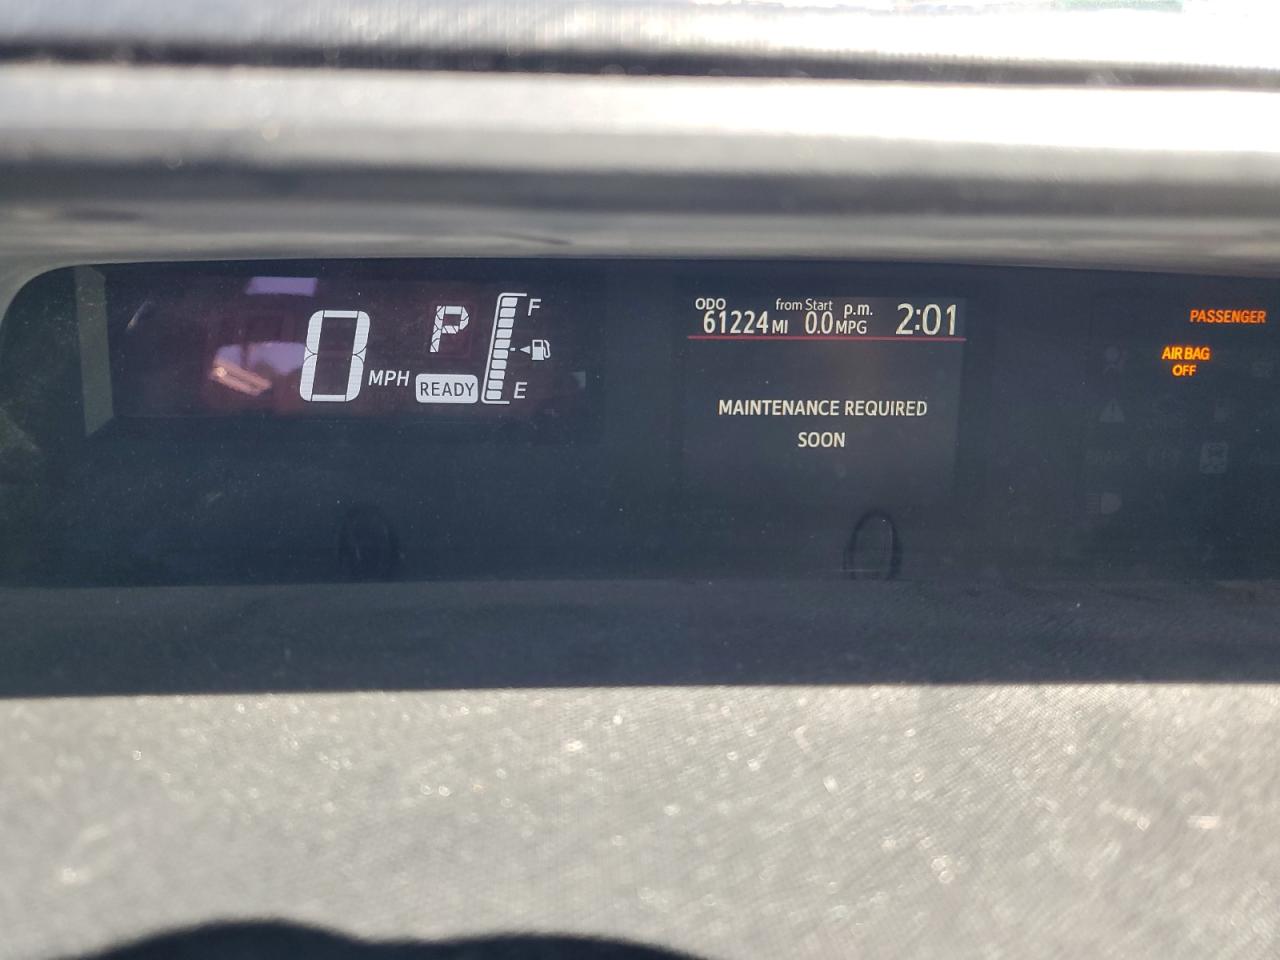 0 MPH
P
READY
F
E
ODO from Start p.m. 2:01
61224 MI 0.0 MPG
MAINTENANCE REQUIRED
SOON
PASSENGER
AIR BAG
OFF